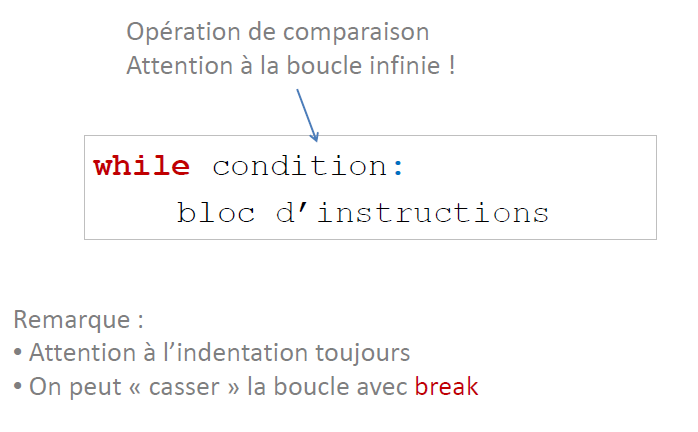 Opération de comparaison
Attention à la boucle infinie !
while condition:
bloc d’instructions
Remarque :
• Attention à l’indentation toujours
• On peut « casser » la boucle avec break